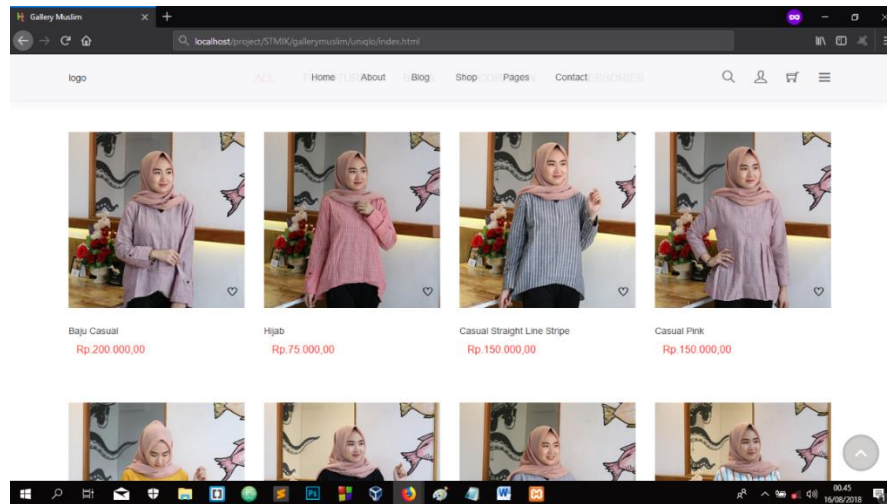 Gallery Muslim
localhost/project/STMIK/gallerymuslim/uniqlo/index.html
logo
ALL
Home About Blog Shop Pages Contact
Baju Casual
Hijab
Casual Straight Line Stripe
Casual Pink
Rp.200.000,00
Rp.75.000,00
Rp.150.000,00
Rp.150.000,00
00.45
16/08/2018